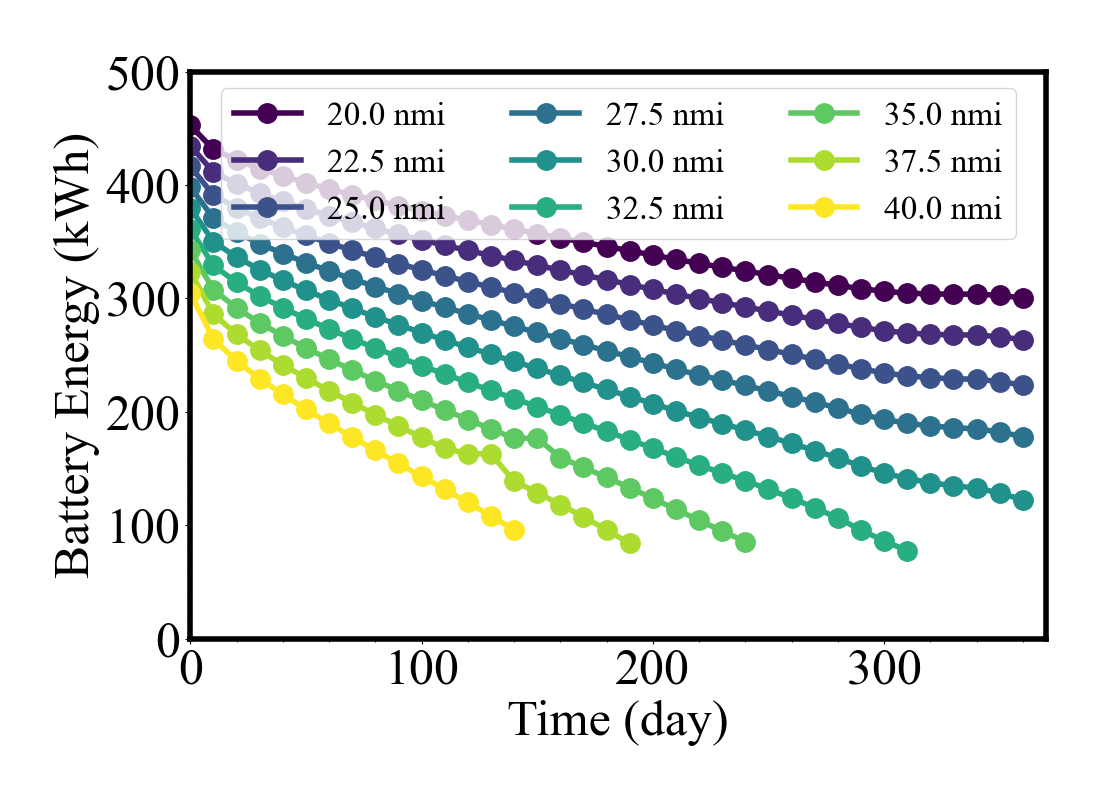 500
400
300
200
100
0
Battery Energy (kWh)
20.0 nmi
22.5 nmi
25.0 nmi
27.5 nmi
30.0 nmi
32.5 nmi
35.0 nmi
37.5 nmi
40.0 nmi
0 100 200 300
Time (day)